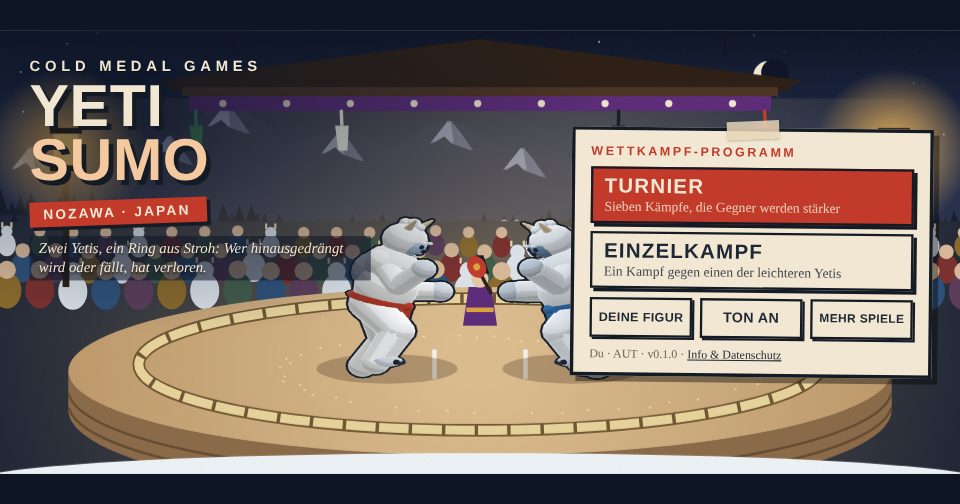 COLD MEDAL GAMES
YETI
SUMO
NOZAWA · JAPAN
Zwei Yetis, ein Ring aus Stroh: Wer hinausgedrängt
wird oder fällt, hat verloren.
WETTKAMPF-PROGRAMM
TURNIER
Sieben Kämpfe, die Gegner werden stärker
EINZELKAMPF
Ein Kampf gegen einen der leichteren Yetis
DEINE FIGUR
TON AN
MEHR SPIELE
Du · AUT · v0.1.0 · Info & Datenschutz